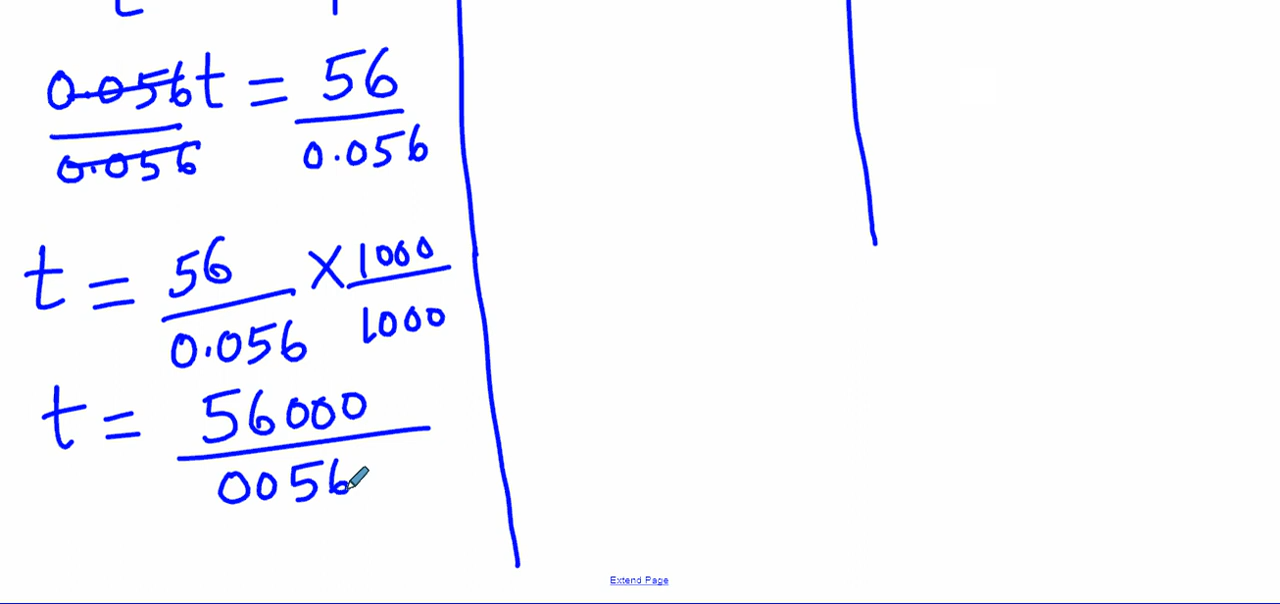 0.056t = 56
0.056 0.056
t = 56 × 1000
0.056 1000
t = 56000
0056
Extend Page